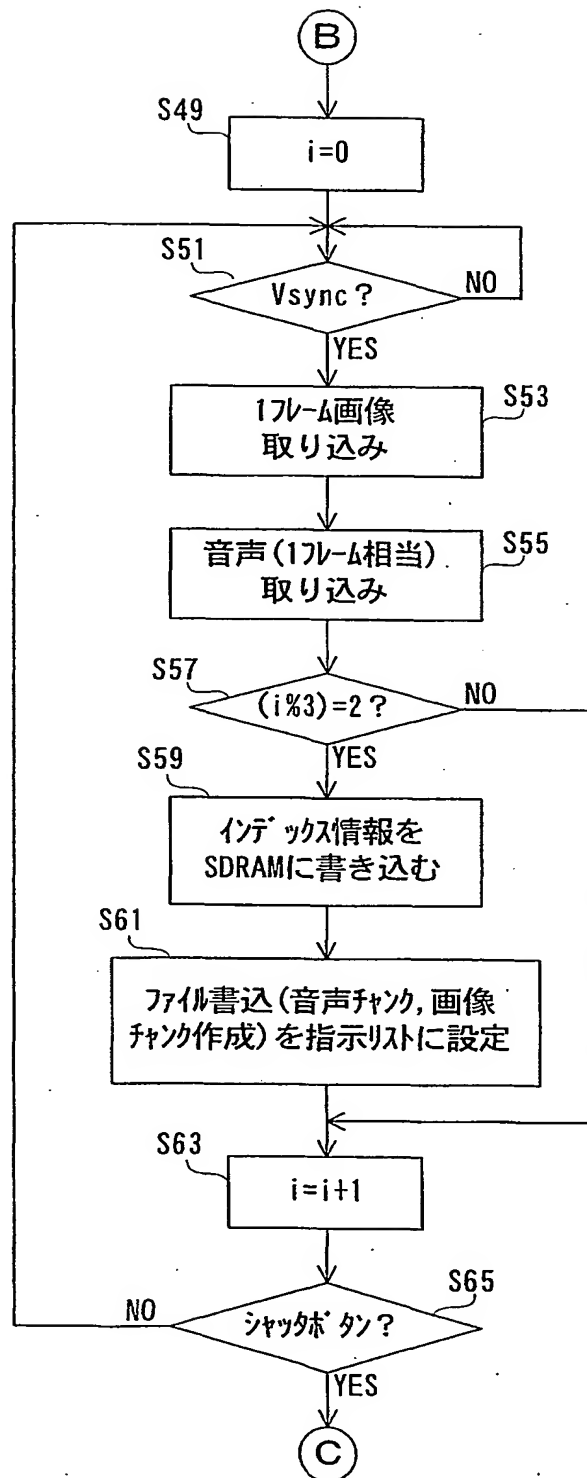 B
S49
i=0
S51
Vsync?
NO
YES
1フレーム画像
取り込み
S53
音声(1フレーム相当)
取り込み
S55
S57
(i%3)=2?
NO
YES
S59
インデックス情報を
SDRAMに書き込む
S61
ファイル書込(音声チャンク,画像
チャンク作成)を指示リストに設定
S63
i=i+1
S65
NO
シャッタボタン?
YES
C